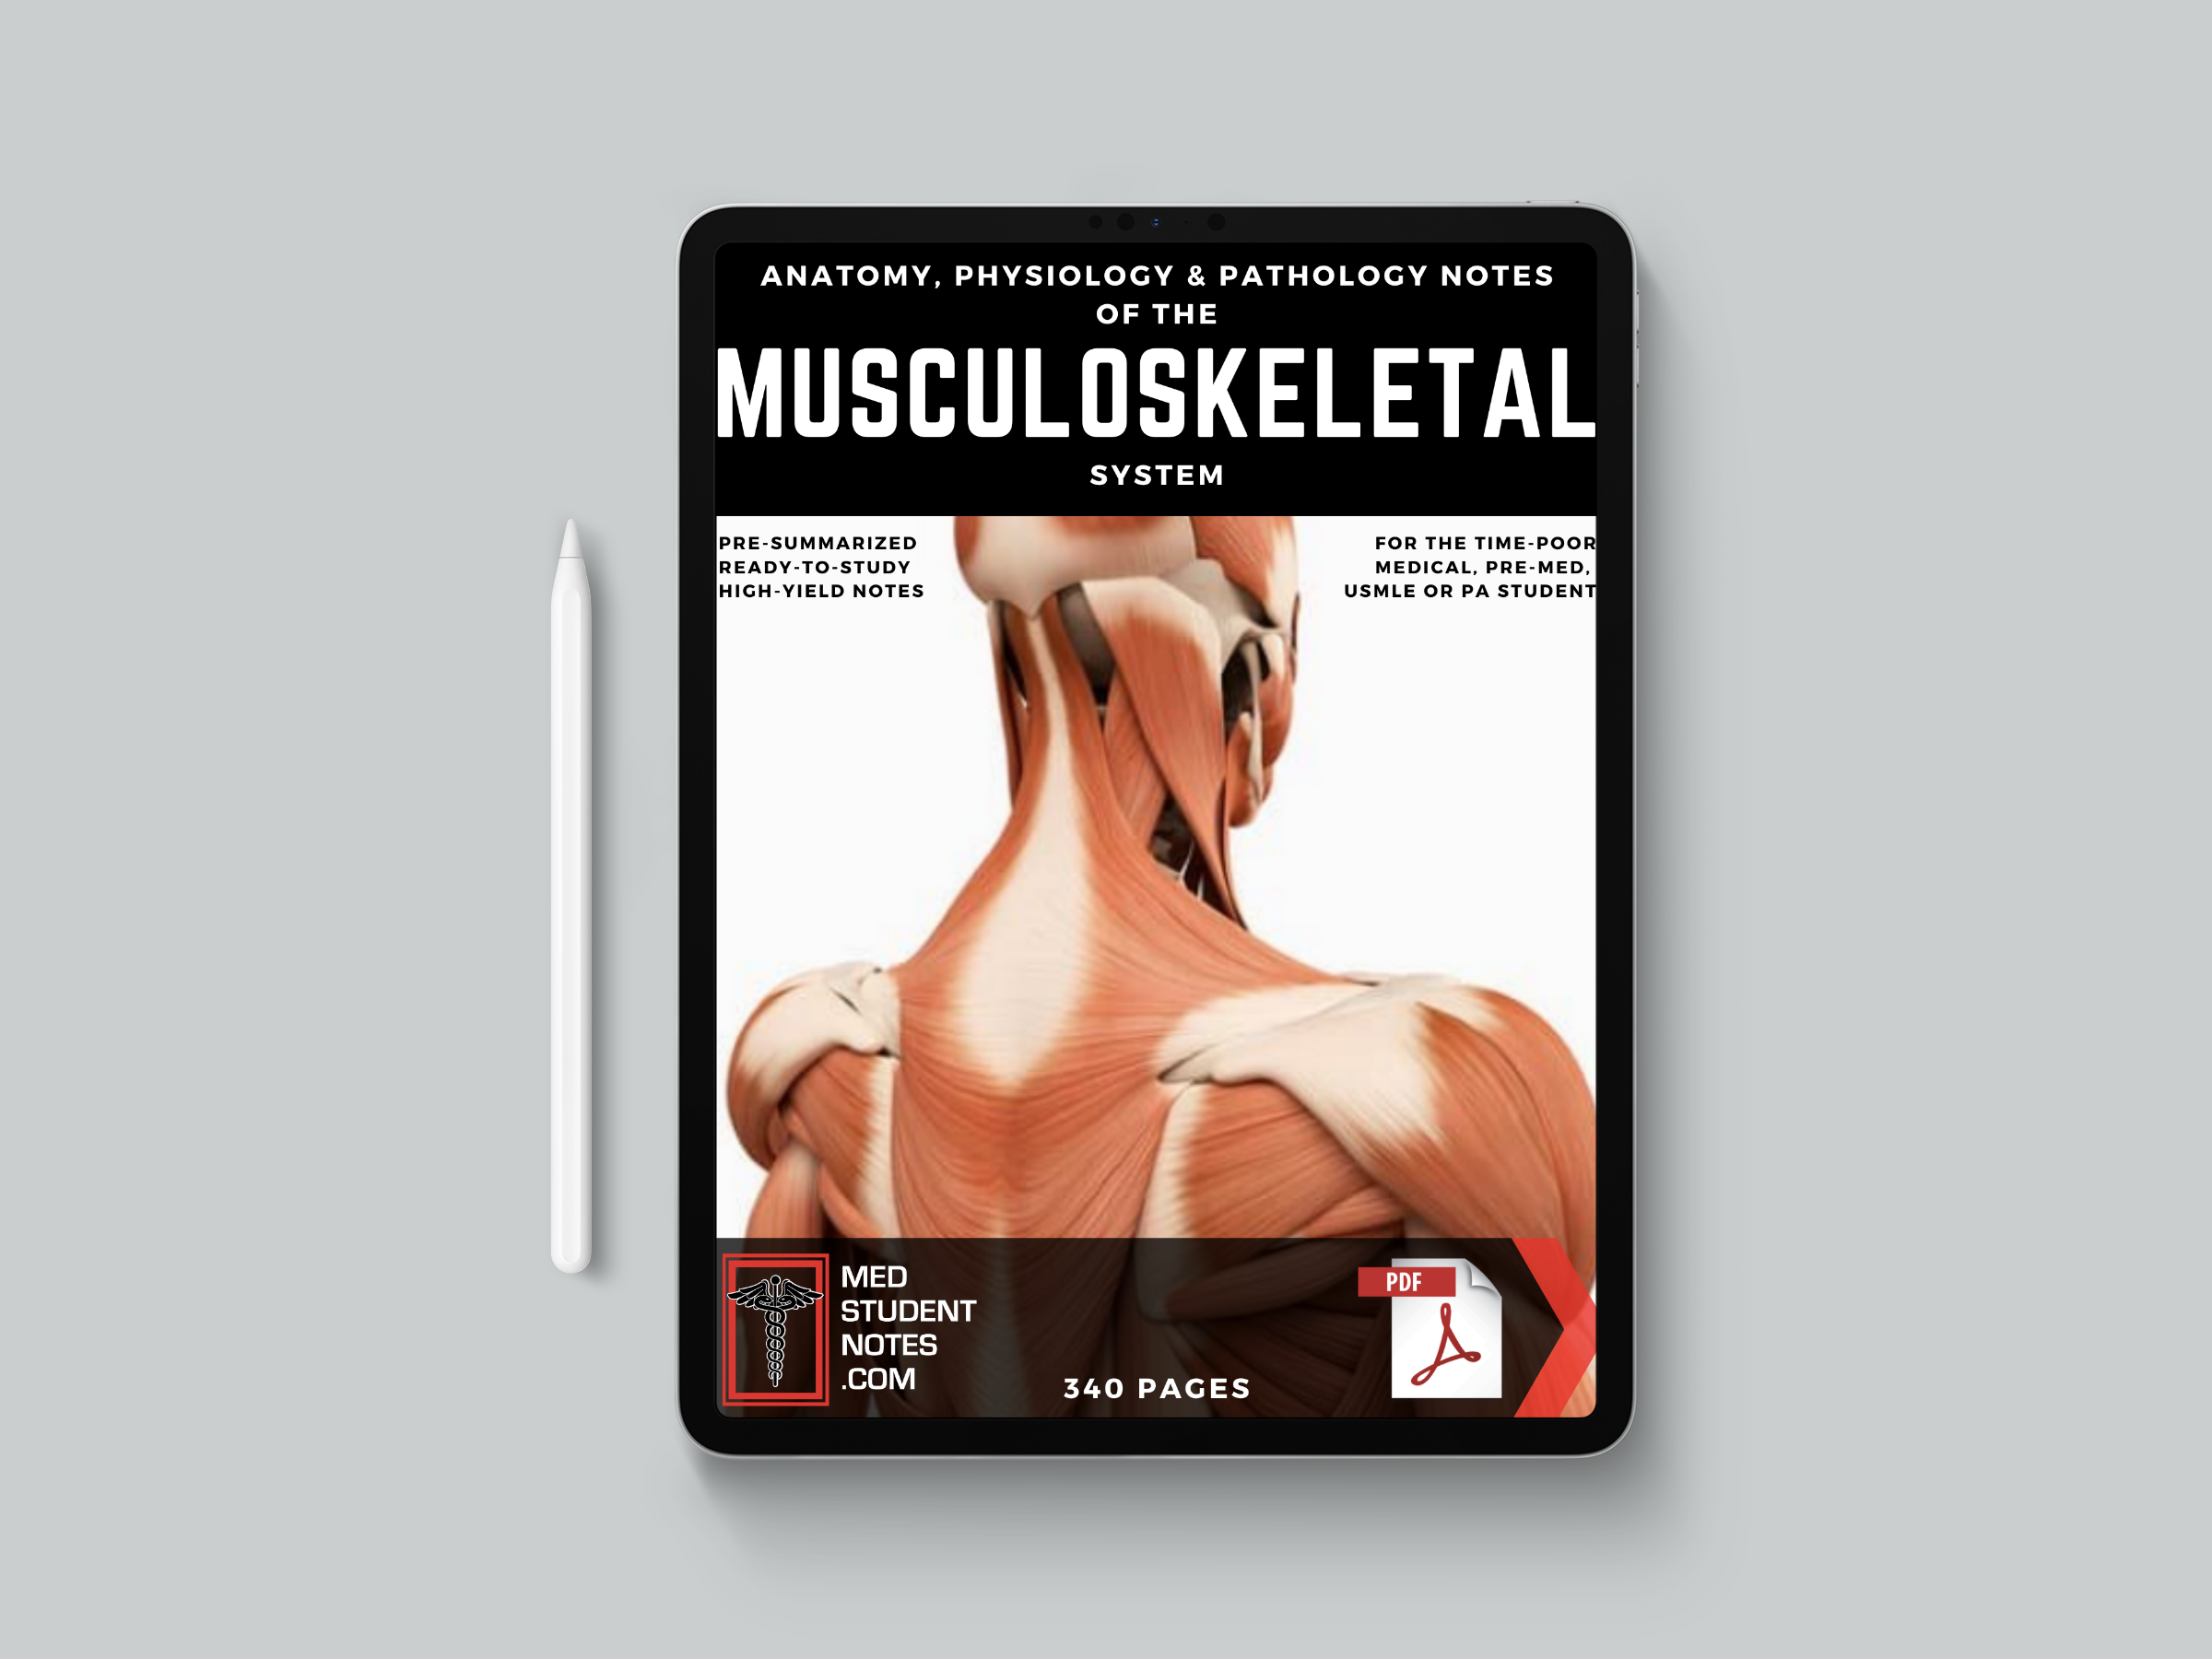 ANATOMY, PHYSIOLOGY & PATHOLOGY NOTES
OF THE
MUSCULOSKELETAL
SYSTEM
PRE-SUMMARIZED
READY-TO-STUDY
HIGH-YIELD NOTES
FOR THE TIME-POOR
MEDICAL, PRE-MED,
USMLE OR PA STUDENT
MED
STUDENT
NOTES
.COM
340 PAGES
PDF